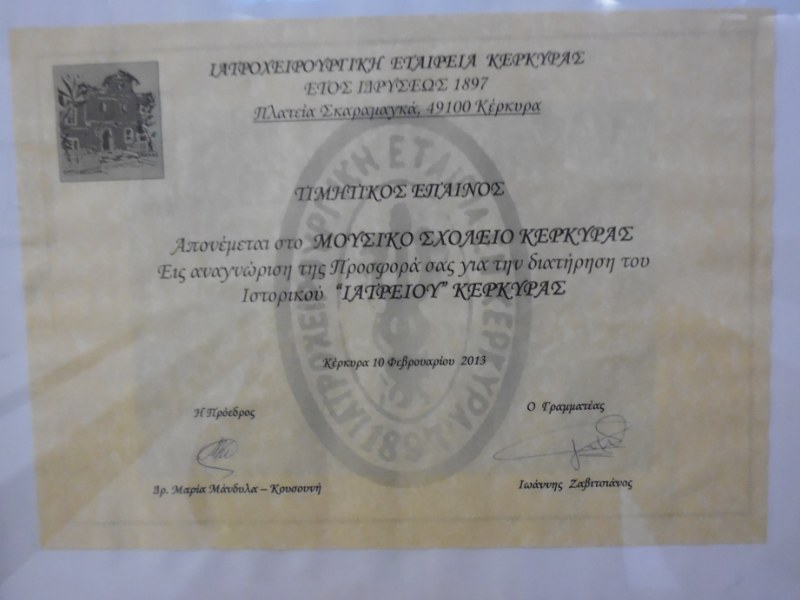 ΙΑΤΡΟΧΕΙΡΟΥΡΓΙΚΗ ΕΤΑΙΡΕΙΑ ΚΕΡΚΥΡΑΣ
ΕΤΟΣ ΙΔΡΥΣΕΩΣ 1897
Πλατεία Σκαραμαγκά, 49100 Κέρκυρα
ΤΙΜΗΤΙΚΟΣ ΕΠΑΙΝΟΣ
Απονέμεται στο ΜΟΥΣΙΚΟ ΣΧΟΛΕΙΟ ΚΕΡΚΥΡΑΣ
Εις αναγνώριση της Προσφορά σας για την διατήρηση του
Ιστορικού "ΙΑΤΡΕΙΟΥ" ΚΕΡΚΥΡΑΣ
Κέρκυρα 10 Φεβρουαρίου 2013
Η Πρόεδρος
Ο Γραμματέας
Δρ. Μαρία Μάνδυλα – Κρυσουνή
Ιωάννης Ζαβιτσιάνος